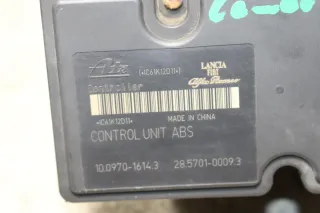 Ate
LANCIA
FIAT
Alfa Romeo
Controller
MADE IN CHINA
CONTROL UNIT ABS
10.0970-1614.3 28.5701-0009.3